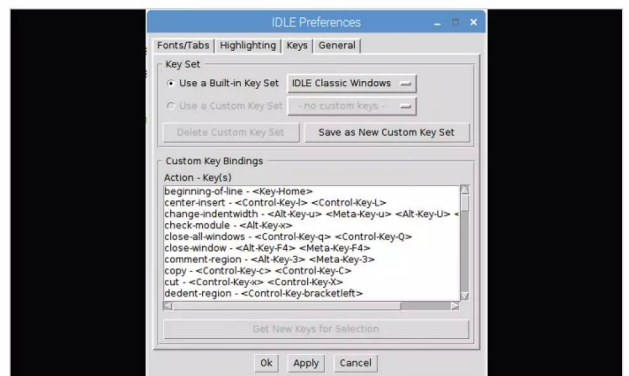 IDLE Preferences
Fonts/Tabs Highlighting Keys General
Key Set
Use a Built-in Key Set IDLE Classic Windows
Use a Custom Key Set - no custom keys -
Delete Custom Key Set Save as New Custom Key Set
Custom Key Bindings
Action - Key(s)
beginning-of-line - <Key-Home>
center-insert - <Control-Key-l> <Control-Key-L>
change-indentwidth - <Alt-Key-u> <Meta-Key-u> <Alt-Key-U> <
check-module - <Alt-Key-x>
close-all-windows - <Control-Key-q> <Control-Key-Q>
close-window - <Alt-Key-F4> <Meta-Key-F4>
comment-region - <Alt-Key-3> <Meta-Key-3>
copy - <Control-Key-c> <Control-Key-C>
cut - <Control-Key-x> <Control-Key-X>
dedent-region - <Control-Key-bracketleft>
Get New Keys for Selection
Ok Apply Cancel